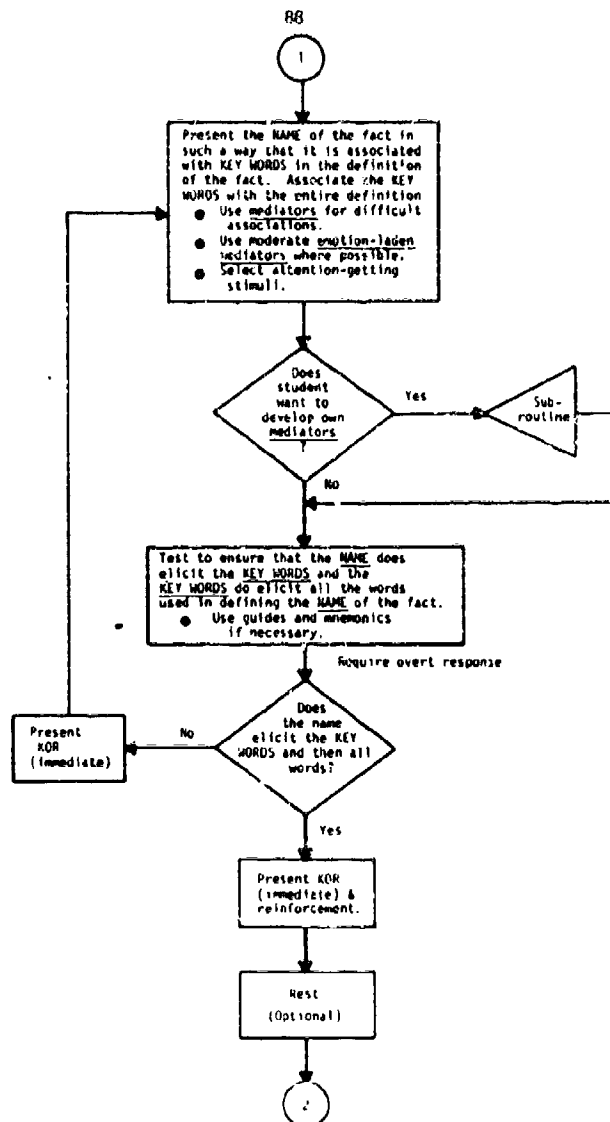 88
1
Present the NAME of the fact in
such a way that it is associated
with KEY WORDS in the definition
of the fact. Associate the KEY
WORDS with the entire definition
● Use mediators for difficult
associations.
● Use moderate emotion-laden
mediators where possible.
● Select attention-getting
stimuli.
Does
student
want to
develop own
mediators
?
Yes
Sub-
routine
No
Test to ensure that the NAME does
elicit the KEY WORDS and the
KEY WORDS do elicit all the words
used in defining the NAME of the fact.
● Use guides and mnemonics
if necessary.
Require overt response
Does
the name
elicit the KEY
WORDS and then all
words?
No
Present
KOR
(immediate)
Yes
Present KOR
(immediate) &
reinforcement.
Rest
(Optional)
2